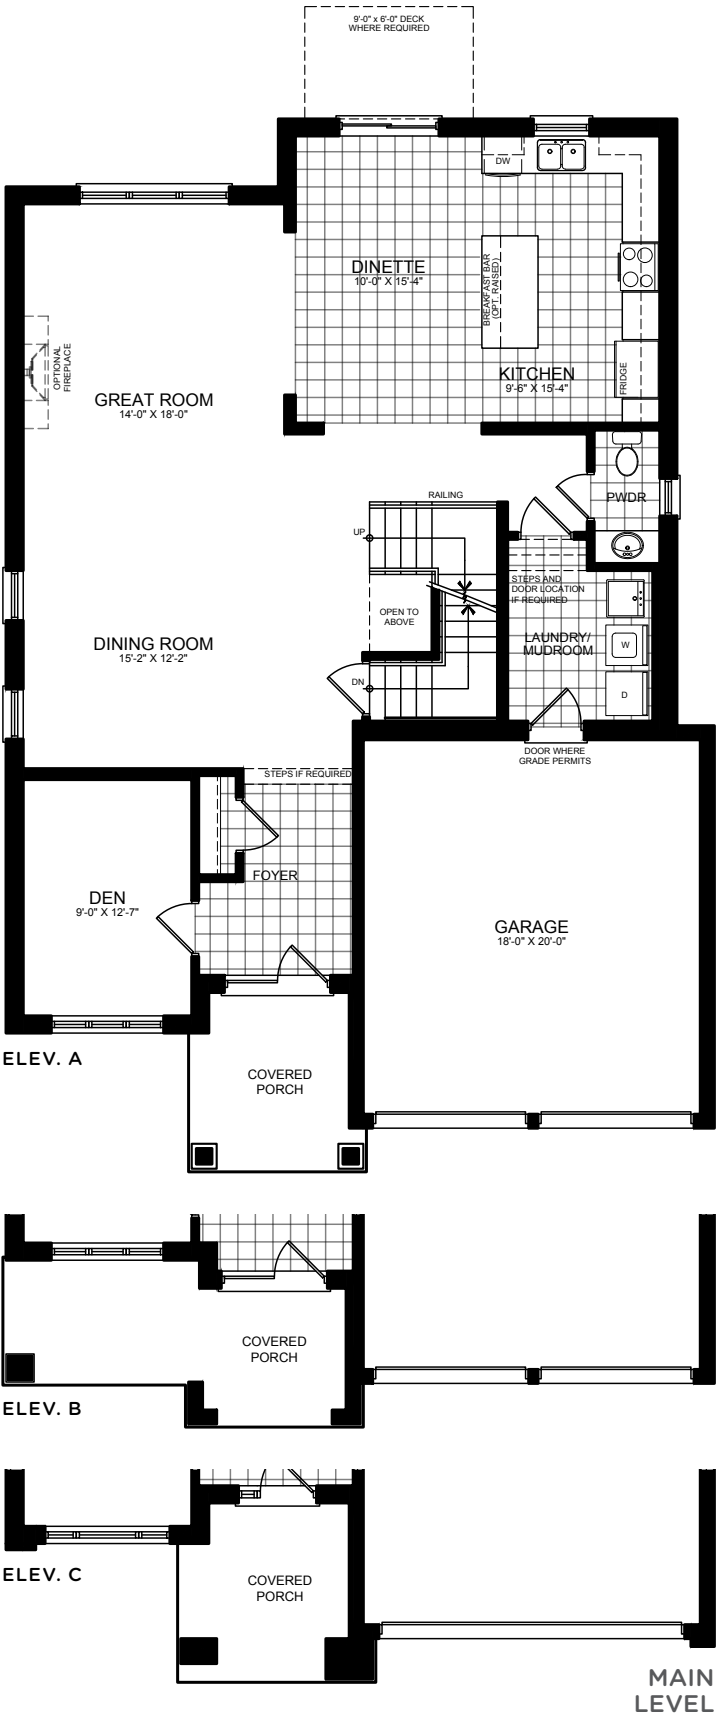 9'-0" x 6'-0" DECK
WHERE REQUIRED
DW
DINETTE
10'-0" X 15'-4"
BREAKFAST BAR
(OPT. RAISED)
OPTIONAL
FIREPLACE
GREAT ROOM
14'-0" X 18'-0"
KITCHEN
9'-6" X 15'-4"
FRIDGE
RAILING
PWDR
UP
STEPS AND
DOOR LOCATION
IF REQUIRED
OPEN TO
ABOVE
DINING ROOM
15'-2" X 12'-2"
LAUNDRY/
MUDROOM
W
DN
D
DOOR WHERE
GRADE PERMITS
STEPS IF REQUIRED
FOYER
DEN
9'-0" X 12'-7"
GARAGE
18'-0" X 20'-0"
ELEV. A
COVERED
PORCH
COVERED
PORCH
ELEV. B
ELEV. C
COVERED
PORCH
MAIN
LEVEL